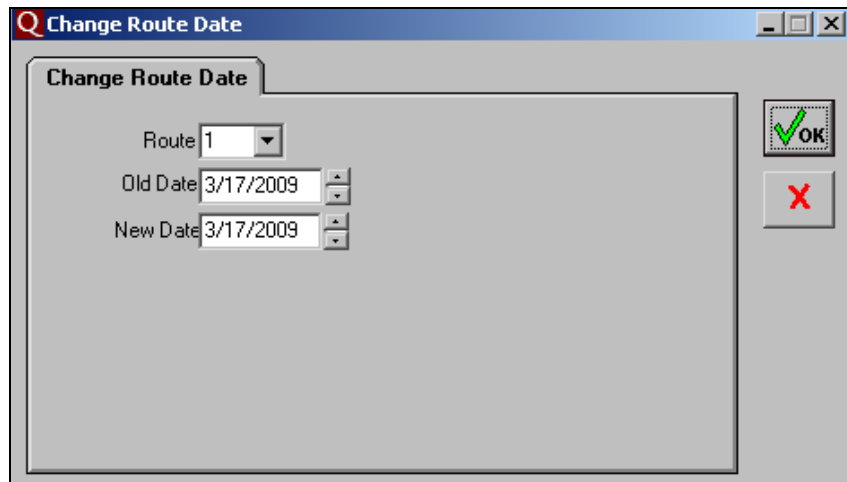 Q Change Route Date
Change Route Date
Route 1
OK
Old Date 3/17/2009
X
New Date 3/17/2009